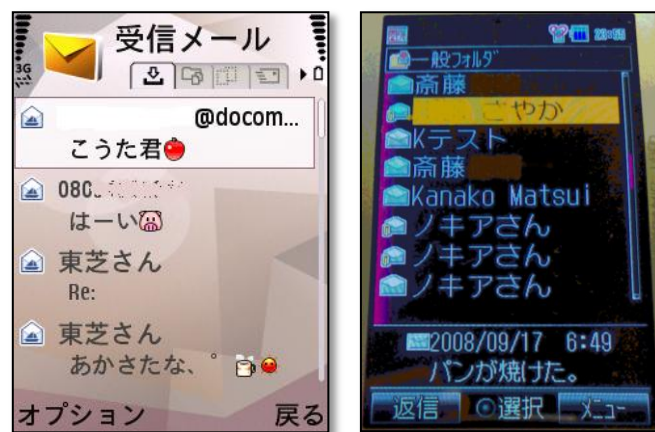 受信メール
3G
@docom...
こうた君
080
はーい
東芝さん
Re:
東芝さん
あかさたな、゜
オプション
戻る
一般フォルダ
斎藤
さやか
Kテスト
斎藤
Kanako Matsui
ノキアさん
ノキアさん
ノキアさん
2008/09/17 6:49
パンが焼けた。
返信 選択 メニュー